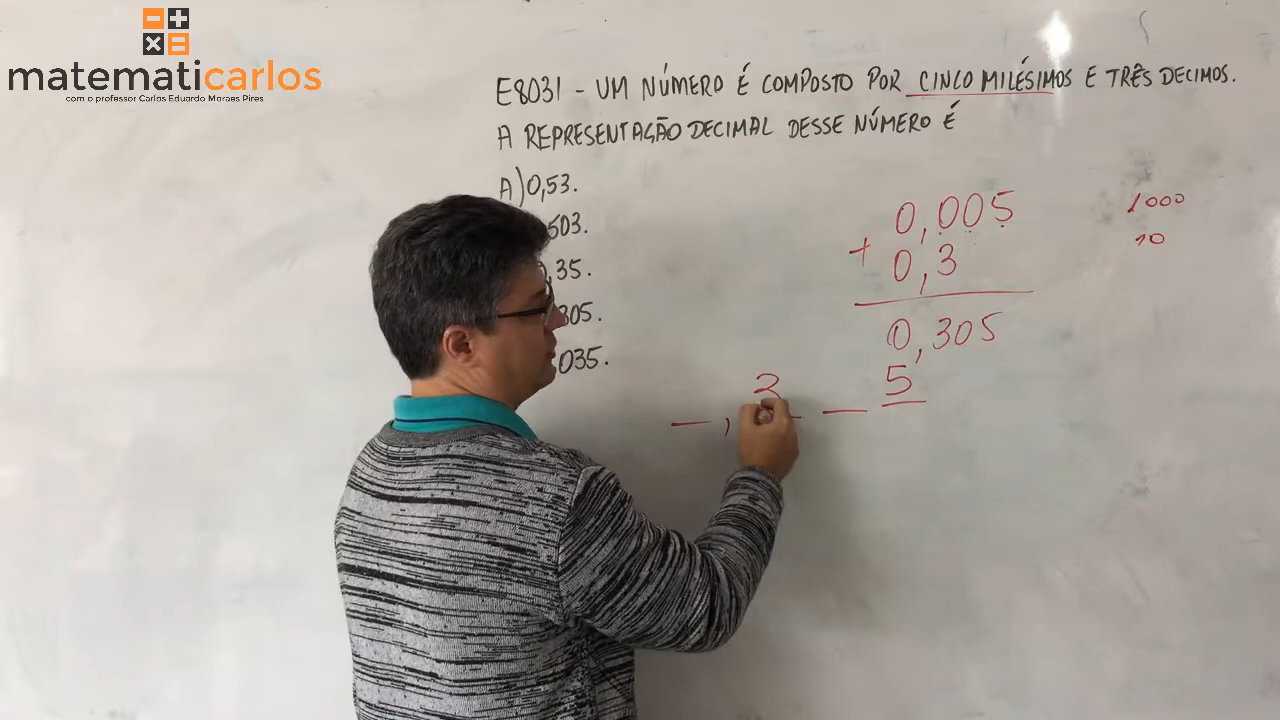 matematicarlos
com o professor Carlos Eduardo Moraes Pires
E8031 - UM NÚMERO É COMPOSTO POR CINCO MILÉSIMOS E TRÊS DECIMOS.
A REPRESENTAÇÃO DECIMAL DESSE NÚMERO É
A) 0,53.
503.
,35.
305.
035.
0,005
+ 0,3
0,305
1000
10
, 3 5